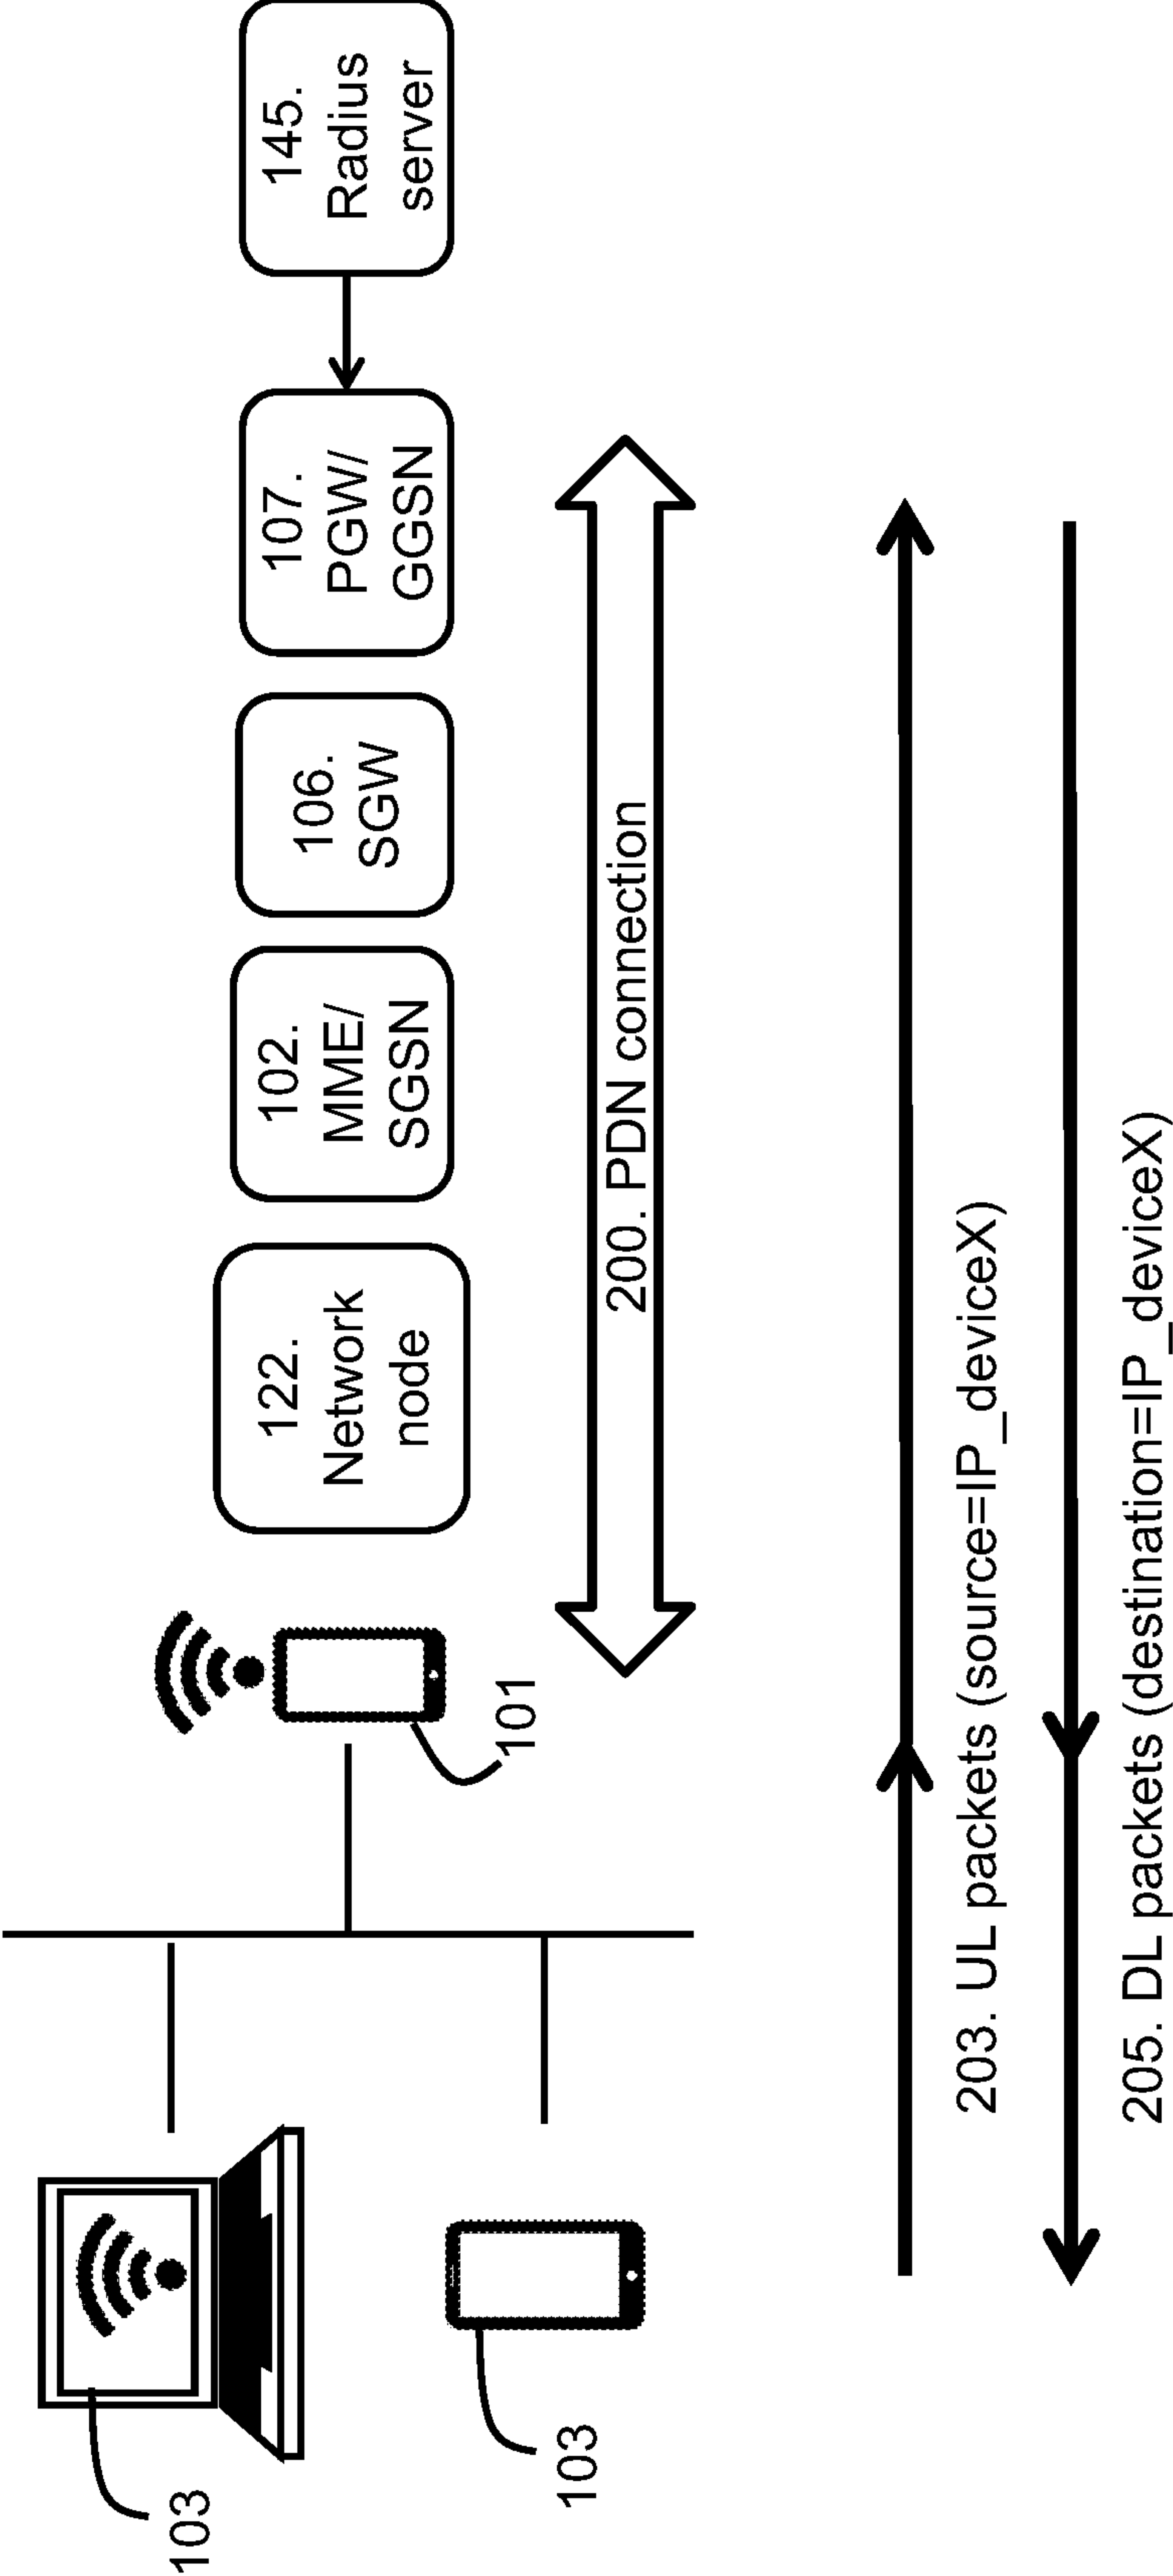 103
103
101
122.
Network
node
102.
MME/
SGSN
106.
SGW
107.
PGW/
GGSN
145.
Radius
server
200. PDN connection
203. UL packets (source=IP_deviceX)
205. DL packets (destination=IP_deviceX)